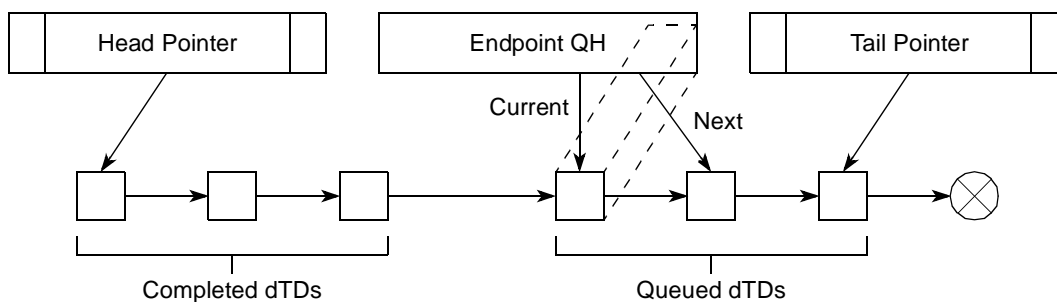 Head Pointer
Endpoint QH
Tail Pointer
Current
Next
Completed dTDs
Queued dTDs